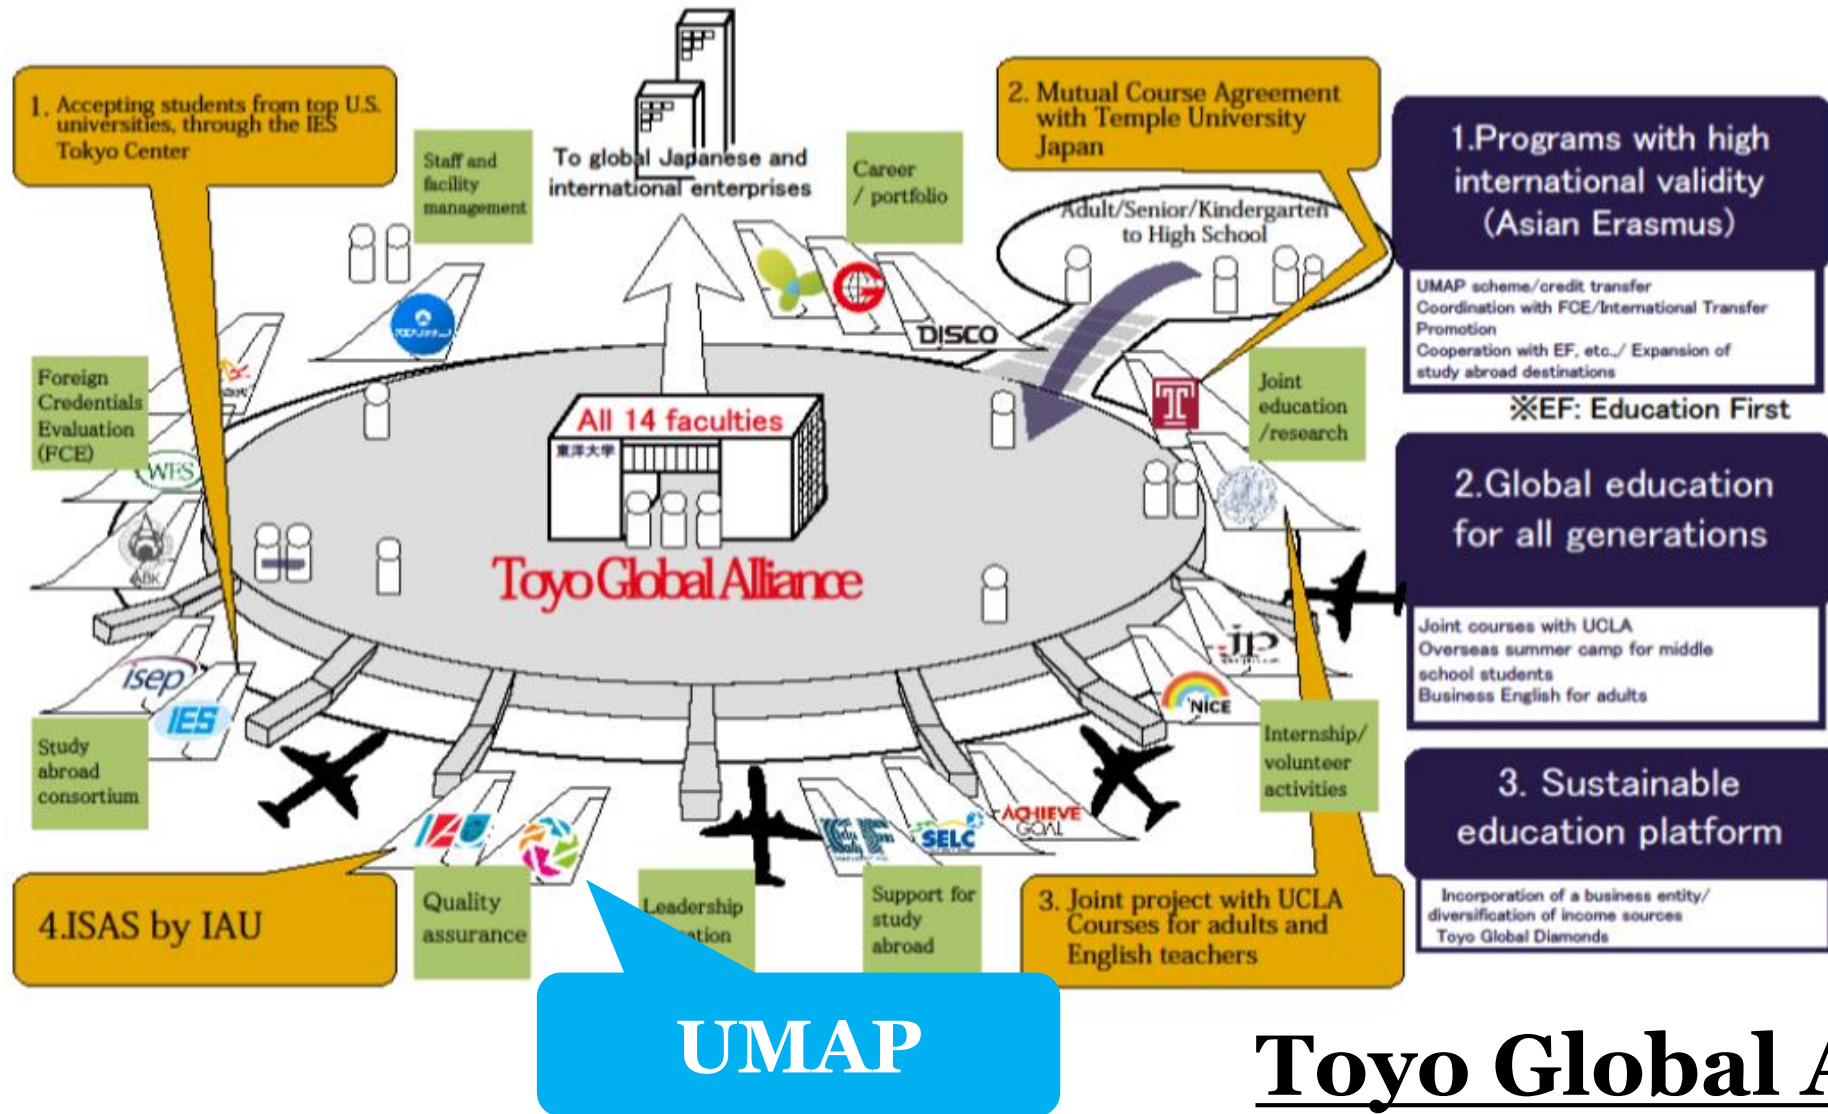 1. Accepting students from top U.S.
universities, through the IES
Tokyo Center
Staff and
facility
management
To global Japanese and
international enterprises
Career
/ portfolio
2. Mutual Course Agreement
with Temple University
Japan
Adult/Senior/Kindergarten
to High School
DISCO
Foreign
Credentials
Evaluation
(FCE)
WES
ABK
All 14 faculties
東洋大学
Toyo Global Alliance
Joint
education
/research
isep
IES
Study
abroad
consortium
jp
NICE
Internship/
volunteer
activities
IAU
EF
SELC
ACHIEVE
GOAL
4.ISAS by IAU
Quality
assurance
Leadership
Support for
study
abroad
3. Joint project with UCLA
Courses for adults and
English teachers
UMAP
1.Programs with high
international validity
(Asian Erasmus)
UMAP scheme/credit transfer
Coordination with FCE/International Transfer
Promotion
Cooperation with EF, etc./ Expansion of
study abroad destinations
※EF: Education First
2.Global education
for all generations
Joint courses with UCLA
Overseas summer camp for middle
school students
Business English for adults
3. Sustainable
education platform
Incorporation of a business entity/
diversification of income sources
Toyo Global Diamonds
Toyo Global A